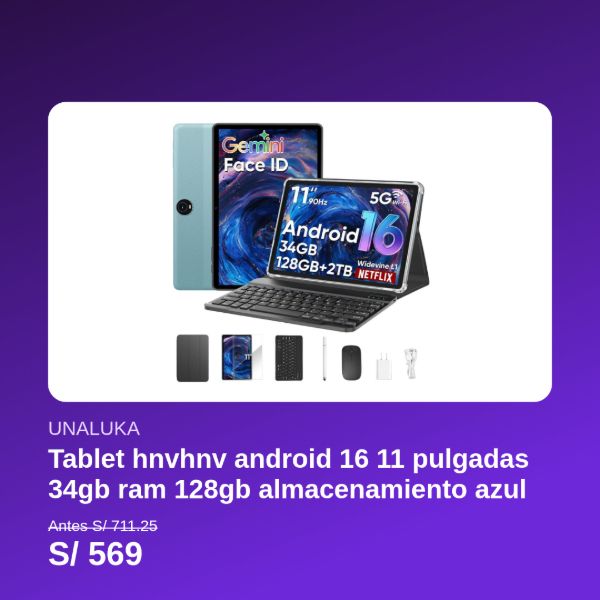 Gemini
Face ID
11"
90Hz
5G
Wi-Fi
Android 16
34GB
128GB+2TB
Widevine L1
NETFLIX
11"
UNALUKA
Tablet hnvhnv android 16 11 pulgadas
34gb ram 128gb almacenamiento azul
Antes S/ 711.25
S/ 569